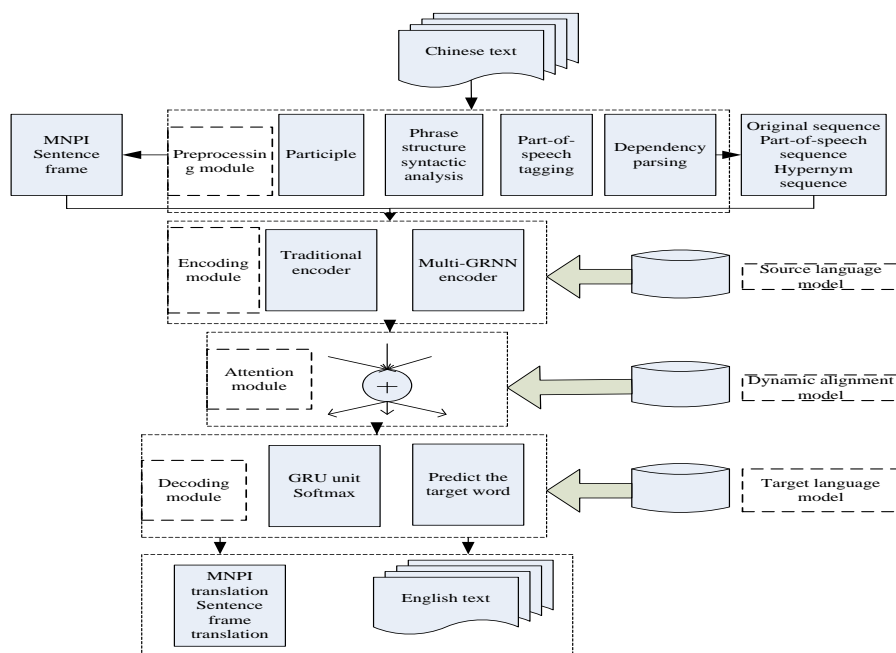 Chinese text
MNPI
Sentence
frame
Preprocessin
g module
Participle
Phrase
structure
syntactic
analysis
Part-of-
speech
tagging
Dependency
parsing
Original sequence
Part-of-speech
sequence
Hypernym
sequence
Encoding
module
Traditional
encoder
Multi-GRNN
encoder
Source language
model
Attention
module
Dynamic alignment
model
Decoding
module
GRU unit
Softmax
Predict the
target word
Target language
model
MNPI
translation
Sentence
frame
translation
English text